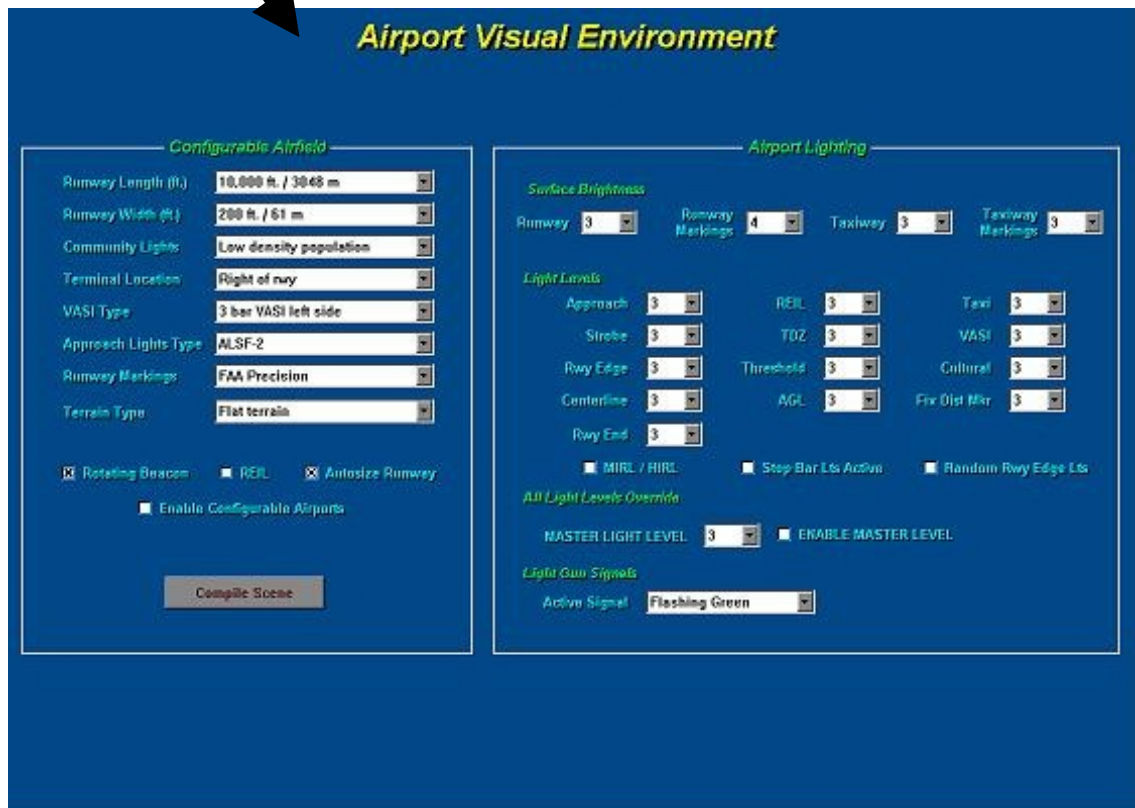 Airport Visual Environment
Configurable Airfield
Runway Length (ft.) 10,000 ft. / 3048 m
Runway Width (ft.) 200 ft. / 61 m
Community Lights Low density population
Terminal Location Right of rwy
VASI Type 3 bar VASI left side
Approach Lights Type ALSF-2
Runway Markings FAA Precision
Terrain Type Flat terrain
Rotating Beacon REIL Autosize Runway
Enable Configurable Airports
Compile Scene
Airport Lighting
Surface Brightness
Runway 3 Runway Markings 4 Taxiway 3 Taxiway Markings 3
Light Levels
Approach 3 REIL 3 Taxi 3
Strobe 3 TDZ 3 VASI 3
Rwy Edge 3 Threshold 3 Cultural 3
Centerline 3 AGL 3 Fix Dist Mkr 3
Rwy End 3
MIRL / HIRL Stop Bar Lts Active Random Rwy Edge Lts
All Light Levels Override
MASTER LIGHT LEVEL 3 ENABLE MASTER LEVEL
Light Gun Signals
Active Signal Flashing Green